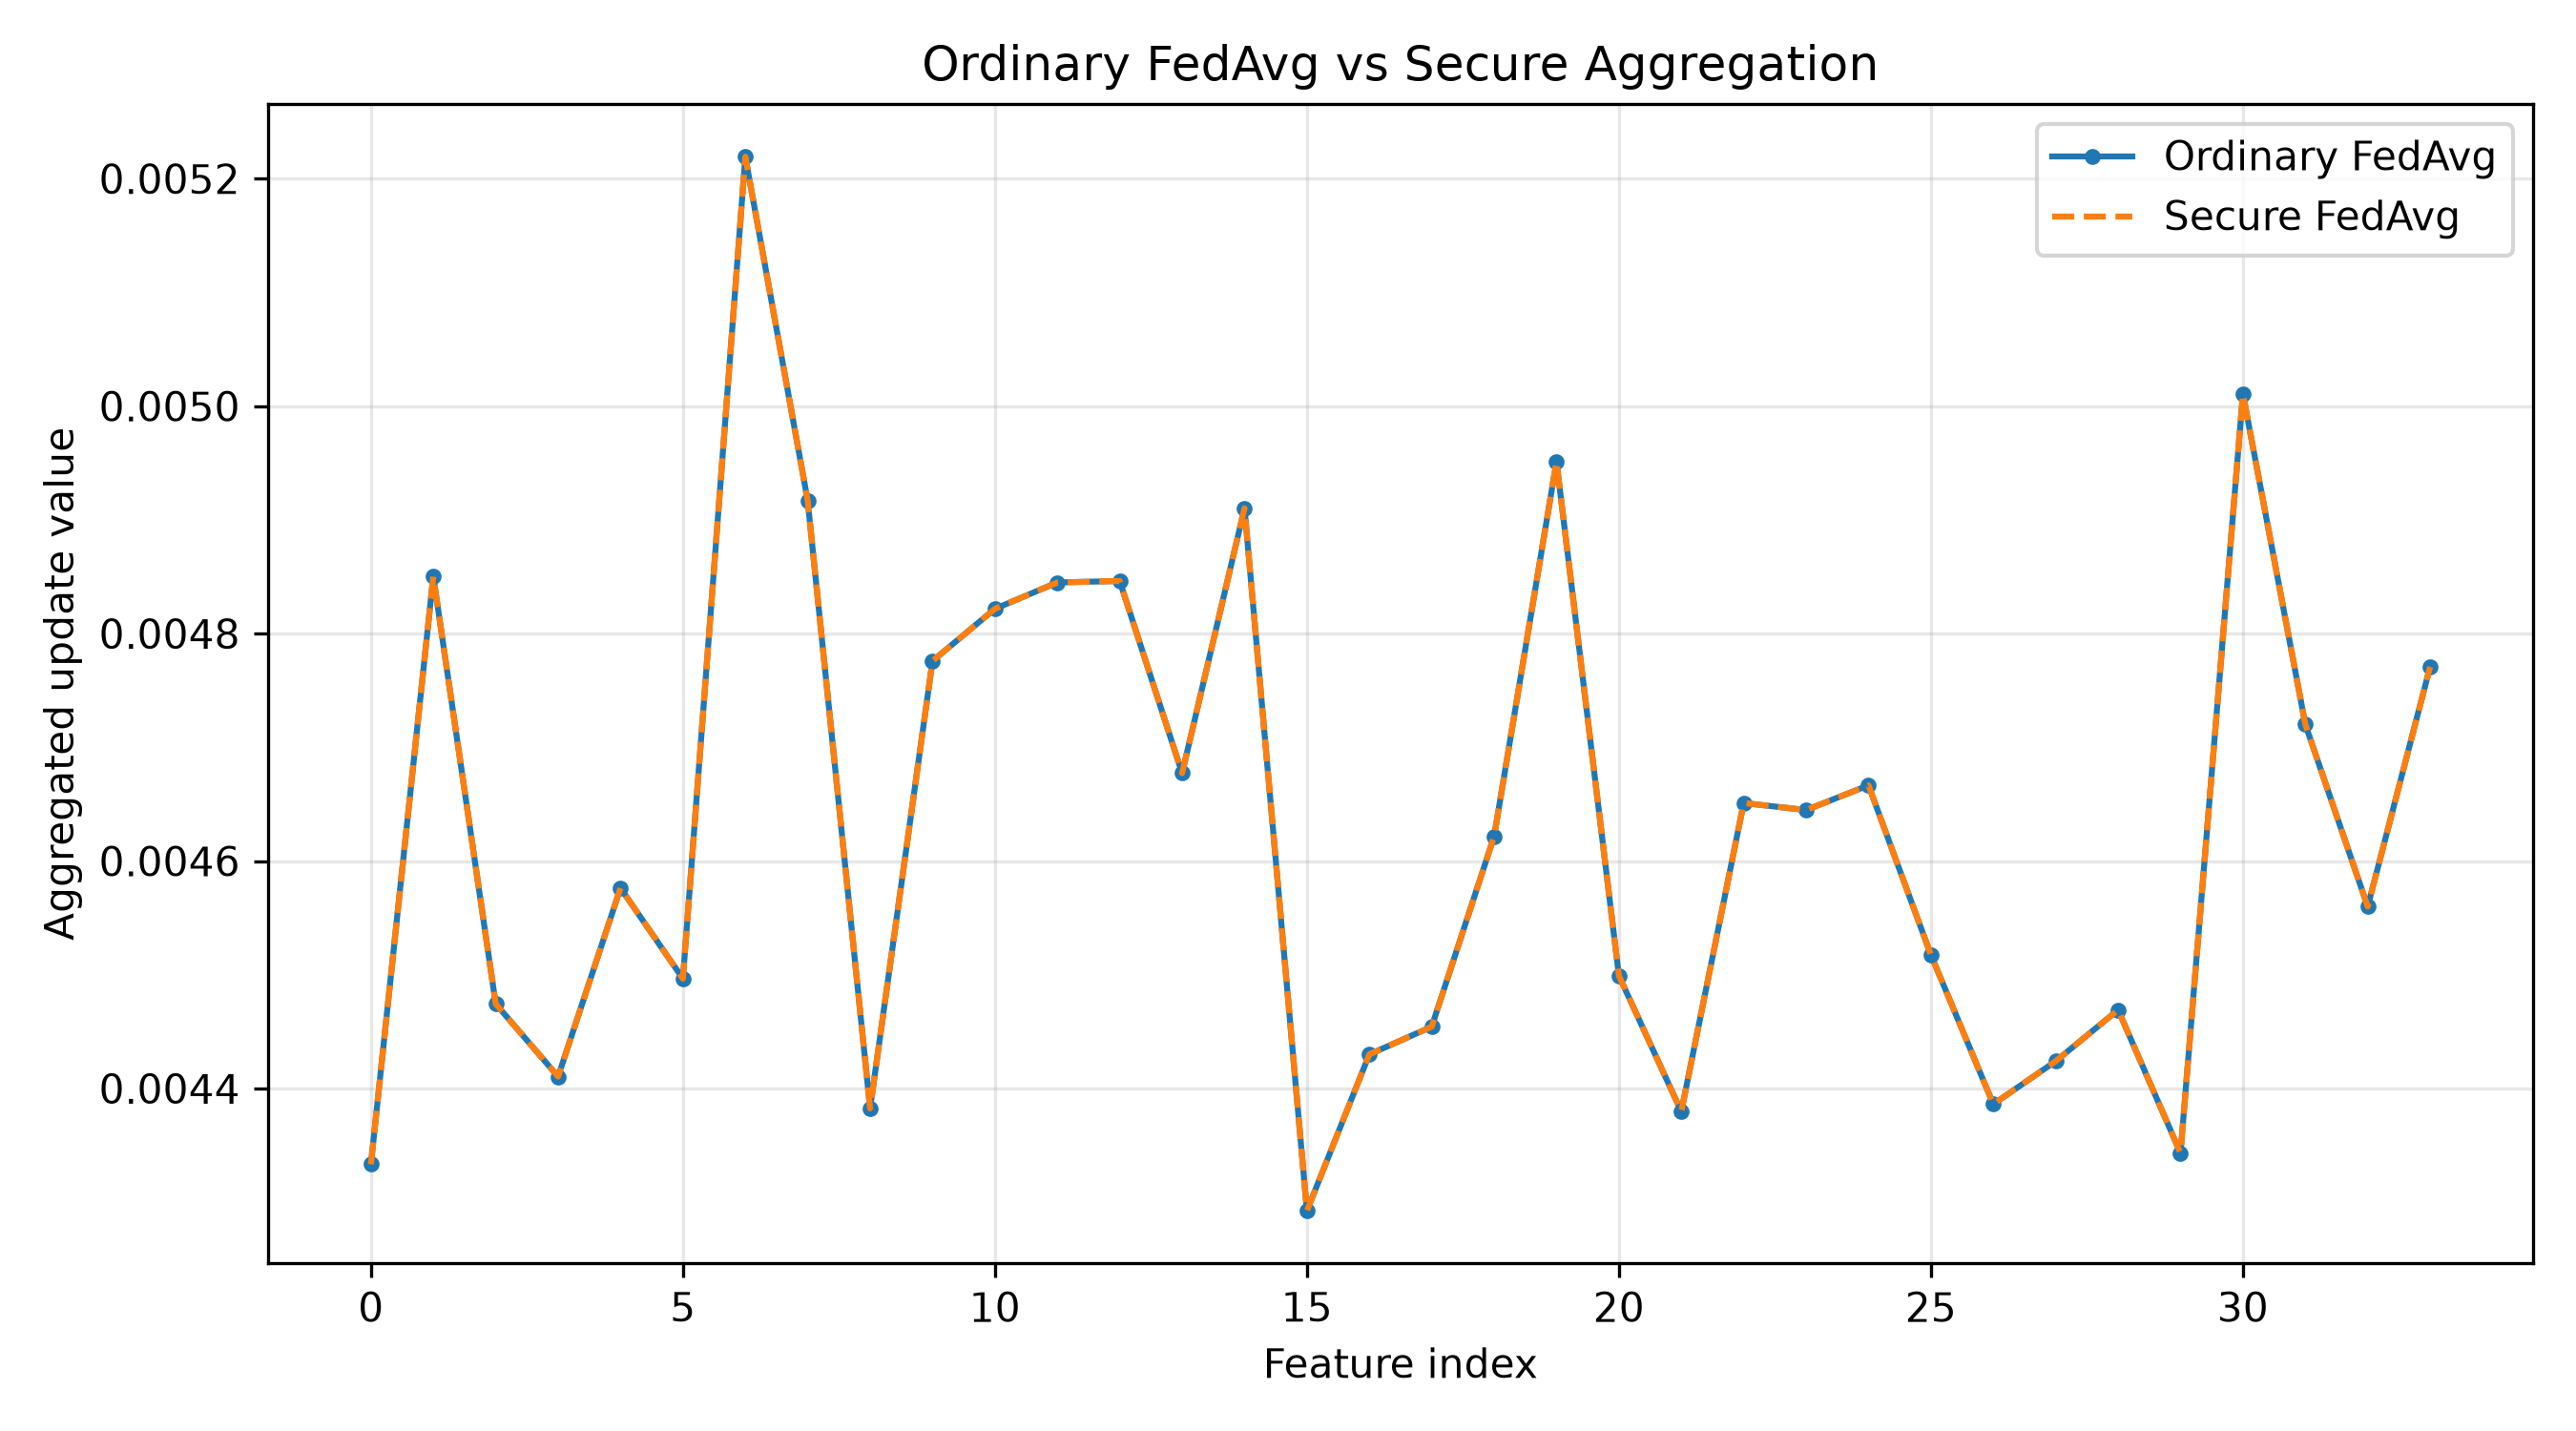 Ordinary FedAvg vs Secure Aggregation
Ordinary FedAvg
Secure FedAvg
Aggregated update value
0.0052
0.0050
0.0048
0.0046
0.0044
0
5
10
15
20
25
30
Feature index